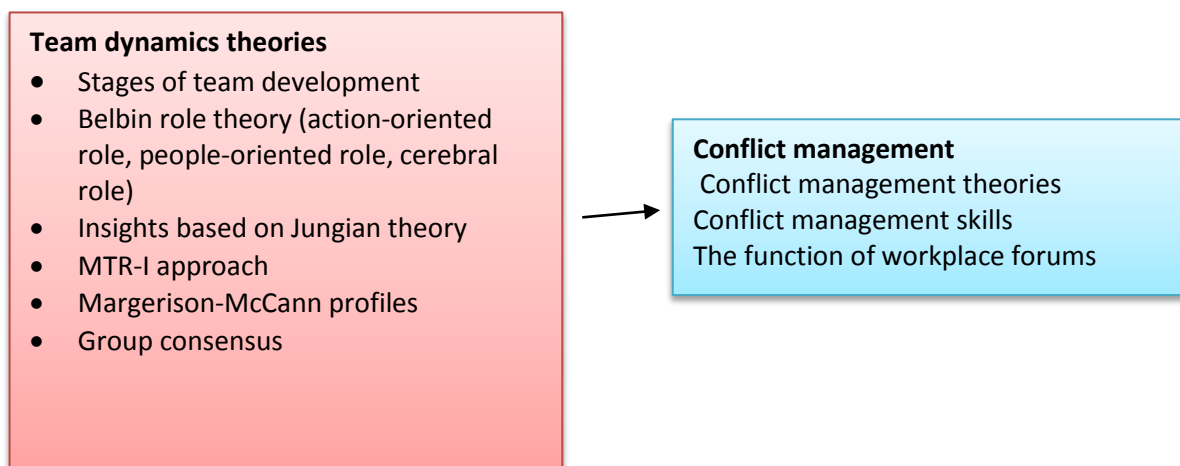 Team dynamics theories
• Stages of team development
• Belbin role theory (action-oriented
role, people-oriented role, cerebral
role)
• Insights based on Jungian theory
• MTR-I approach
• Margerison-McCann profiles
• Group consensus
Conflict management
Conflict management theories
Conflict management skills
The function of workplace forums